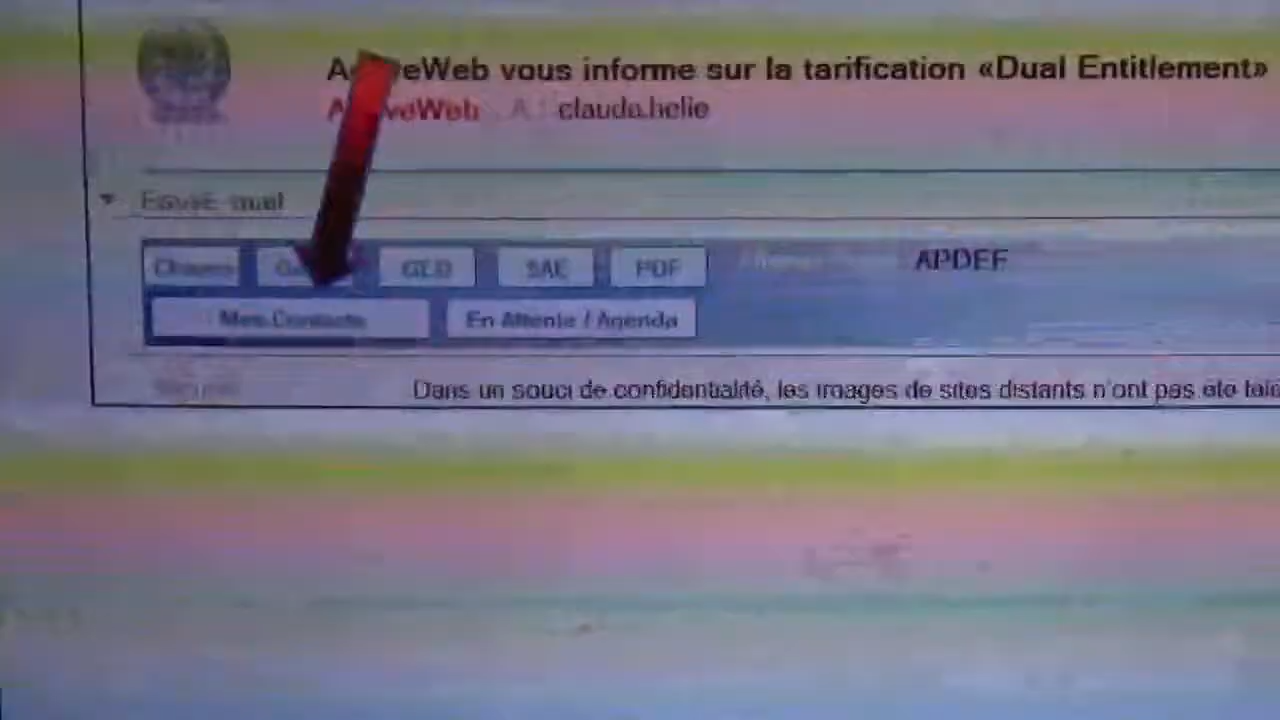 vous informe sur la tarification «Dual Entitlement»
A : claude.helie
GED
SAE
PDF
APDEF
Mes Contacts
En Attente / Agenda
Dans un souci de confidentialité, les images de sites distants n'ont pas été